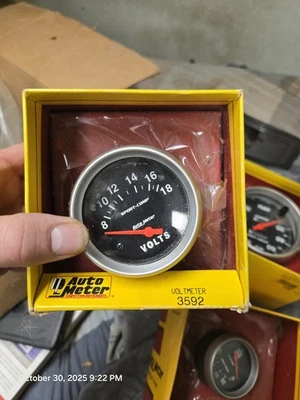 8 10 12 14 16 18
SPORT-COMP
Auto Meter
VOLTS
Auto
Meter
VOLTMETER
3592
October 30, 2025 9:22 PM